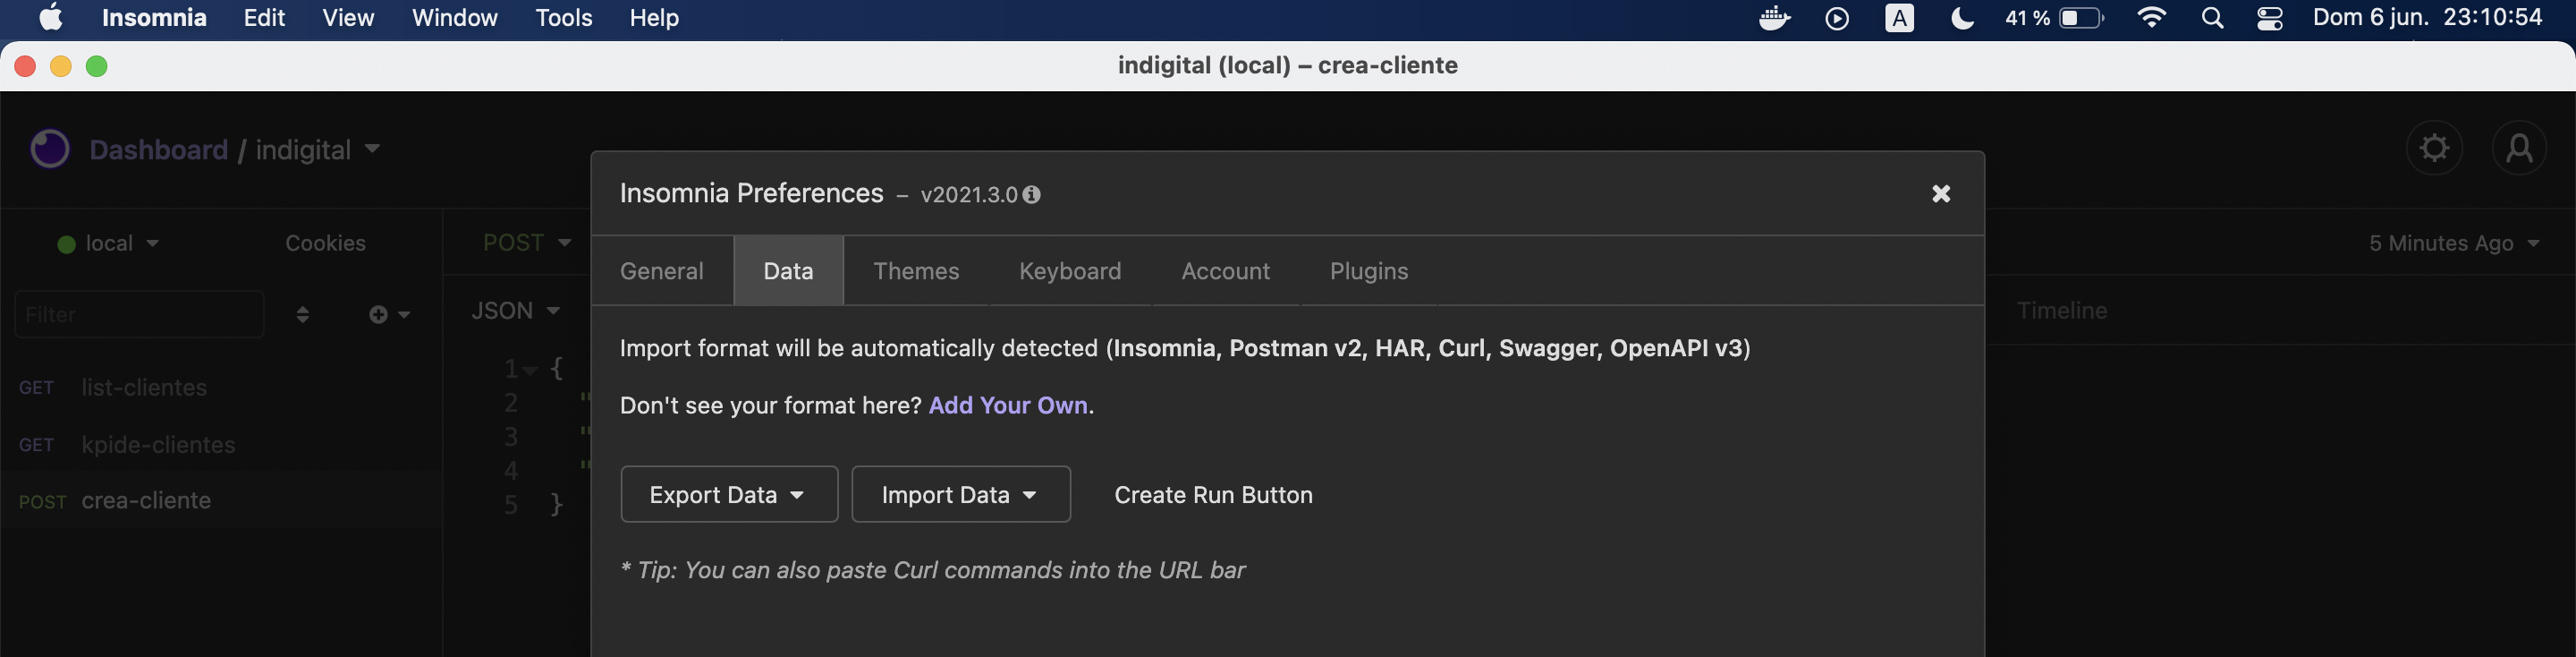 Insomnia Edit View Window Tools Help A 41 % Dom 6 jun. 23:10:54
indigital (local) – crea-cliente
Dashboard / indigital
Insomnia Preferences – v2021.3.0
local Cookies POST 5 Minutes Ago
General Data Themes Keyboard Account Plugins
Filter JSON Timeline
Import format will be automatically detected (Insomnia, Postman v2, HAR, Curl, Swagger, OpenAPI v3)
1 {
GET list-clientes
2 "
Don't see your format here? Add Your Own.
3 "
GET kpide-clientes
4 "
POST crea-cliente
5 }
Export Data Import Data Create Run Button
* Tip: You can also paste Curl commands into the URL bar